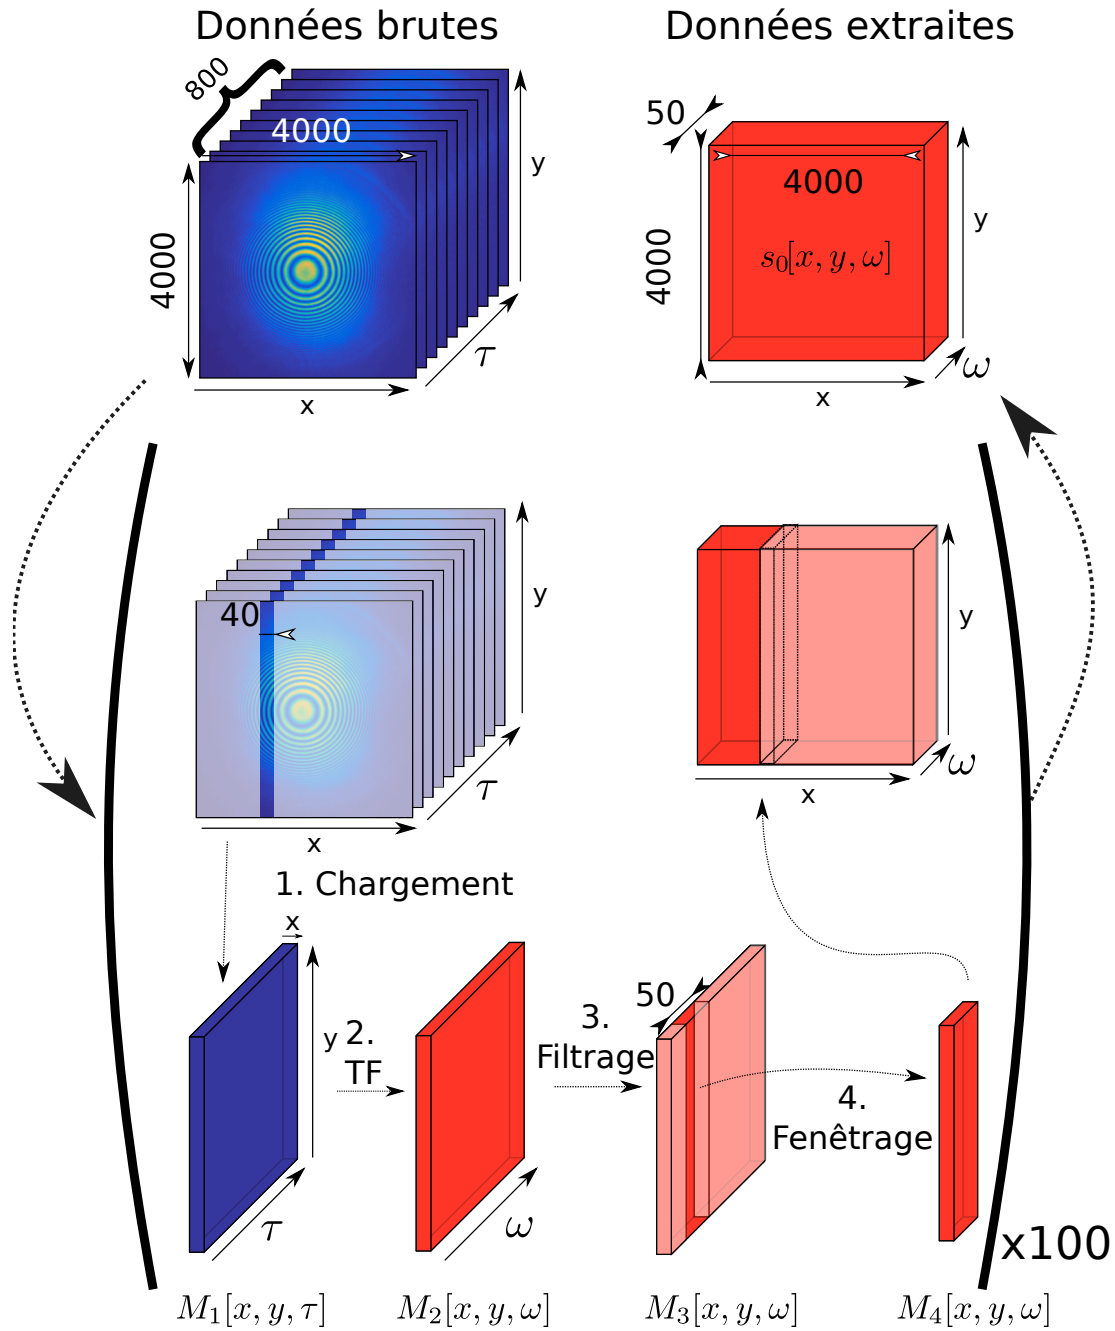 Données brutes
Données extraites
800
4000
4000
y
τ
x
50
4000
4000
y
s₀[x, y, ω]
ω
x
40
y
τ
x
y
ω
x
1. Chargement
x
y
τ
2.
TF
ω
3.
Filtrage
50
4.
Fenêtrage
x100
M₁[x, y, τ]
M₂[x, y, ω]
M₃[x, y, ω]
M₄[x, y, ω]